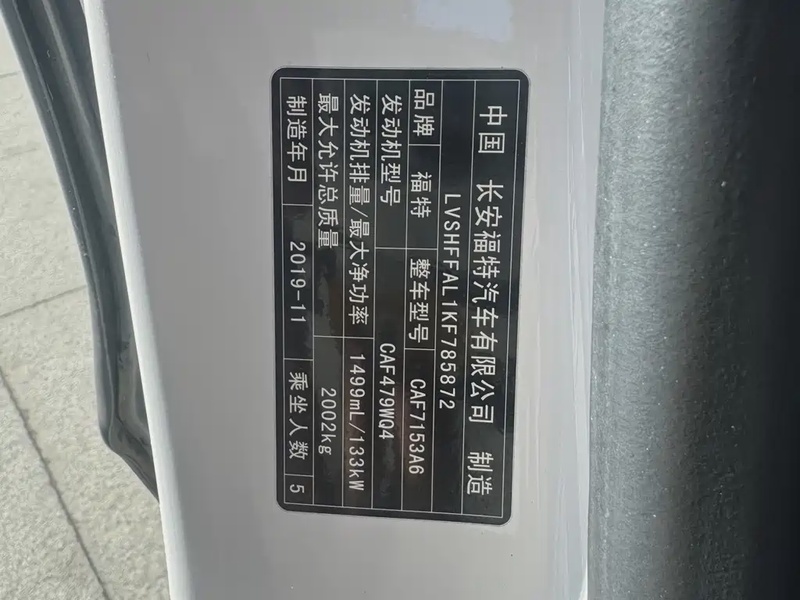 中国 长安福特汽车有限公司 制造
LVSHFFAL1KF785872
品牌 福特 整车型号 CAF7153A6
发动机型号 CAF479WQ4
发动机排量/最大净功率 1499mL/133kW
最大允许总质量 2002kg
制造年月 2019-11 乘坐人数 5